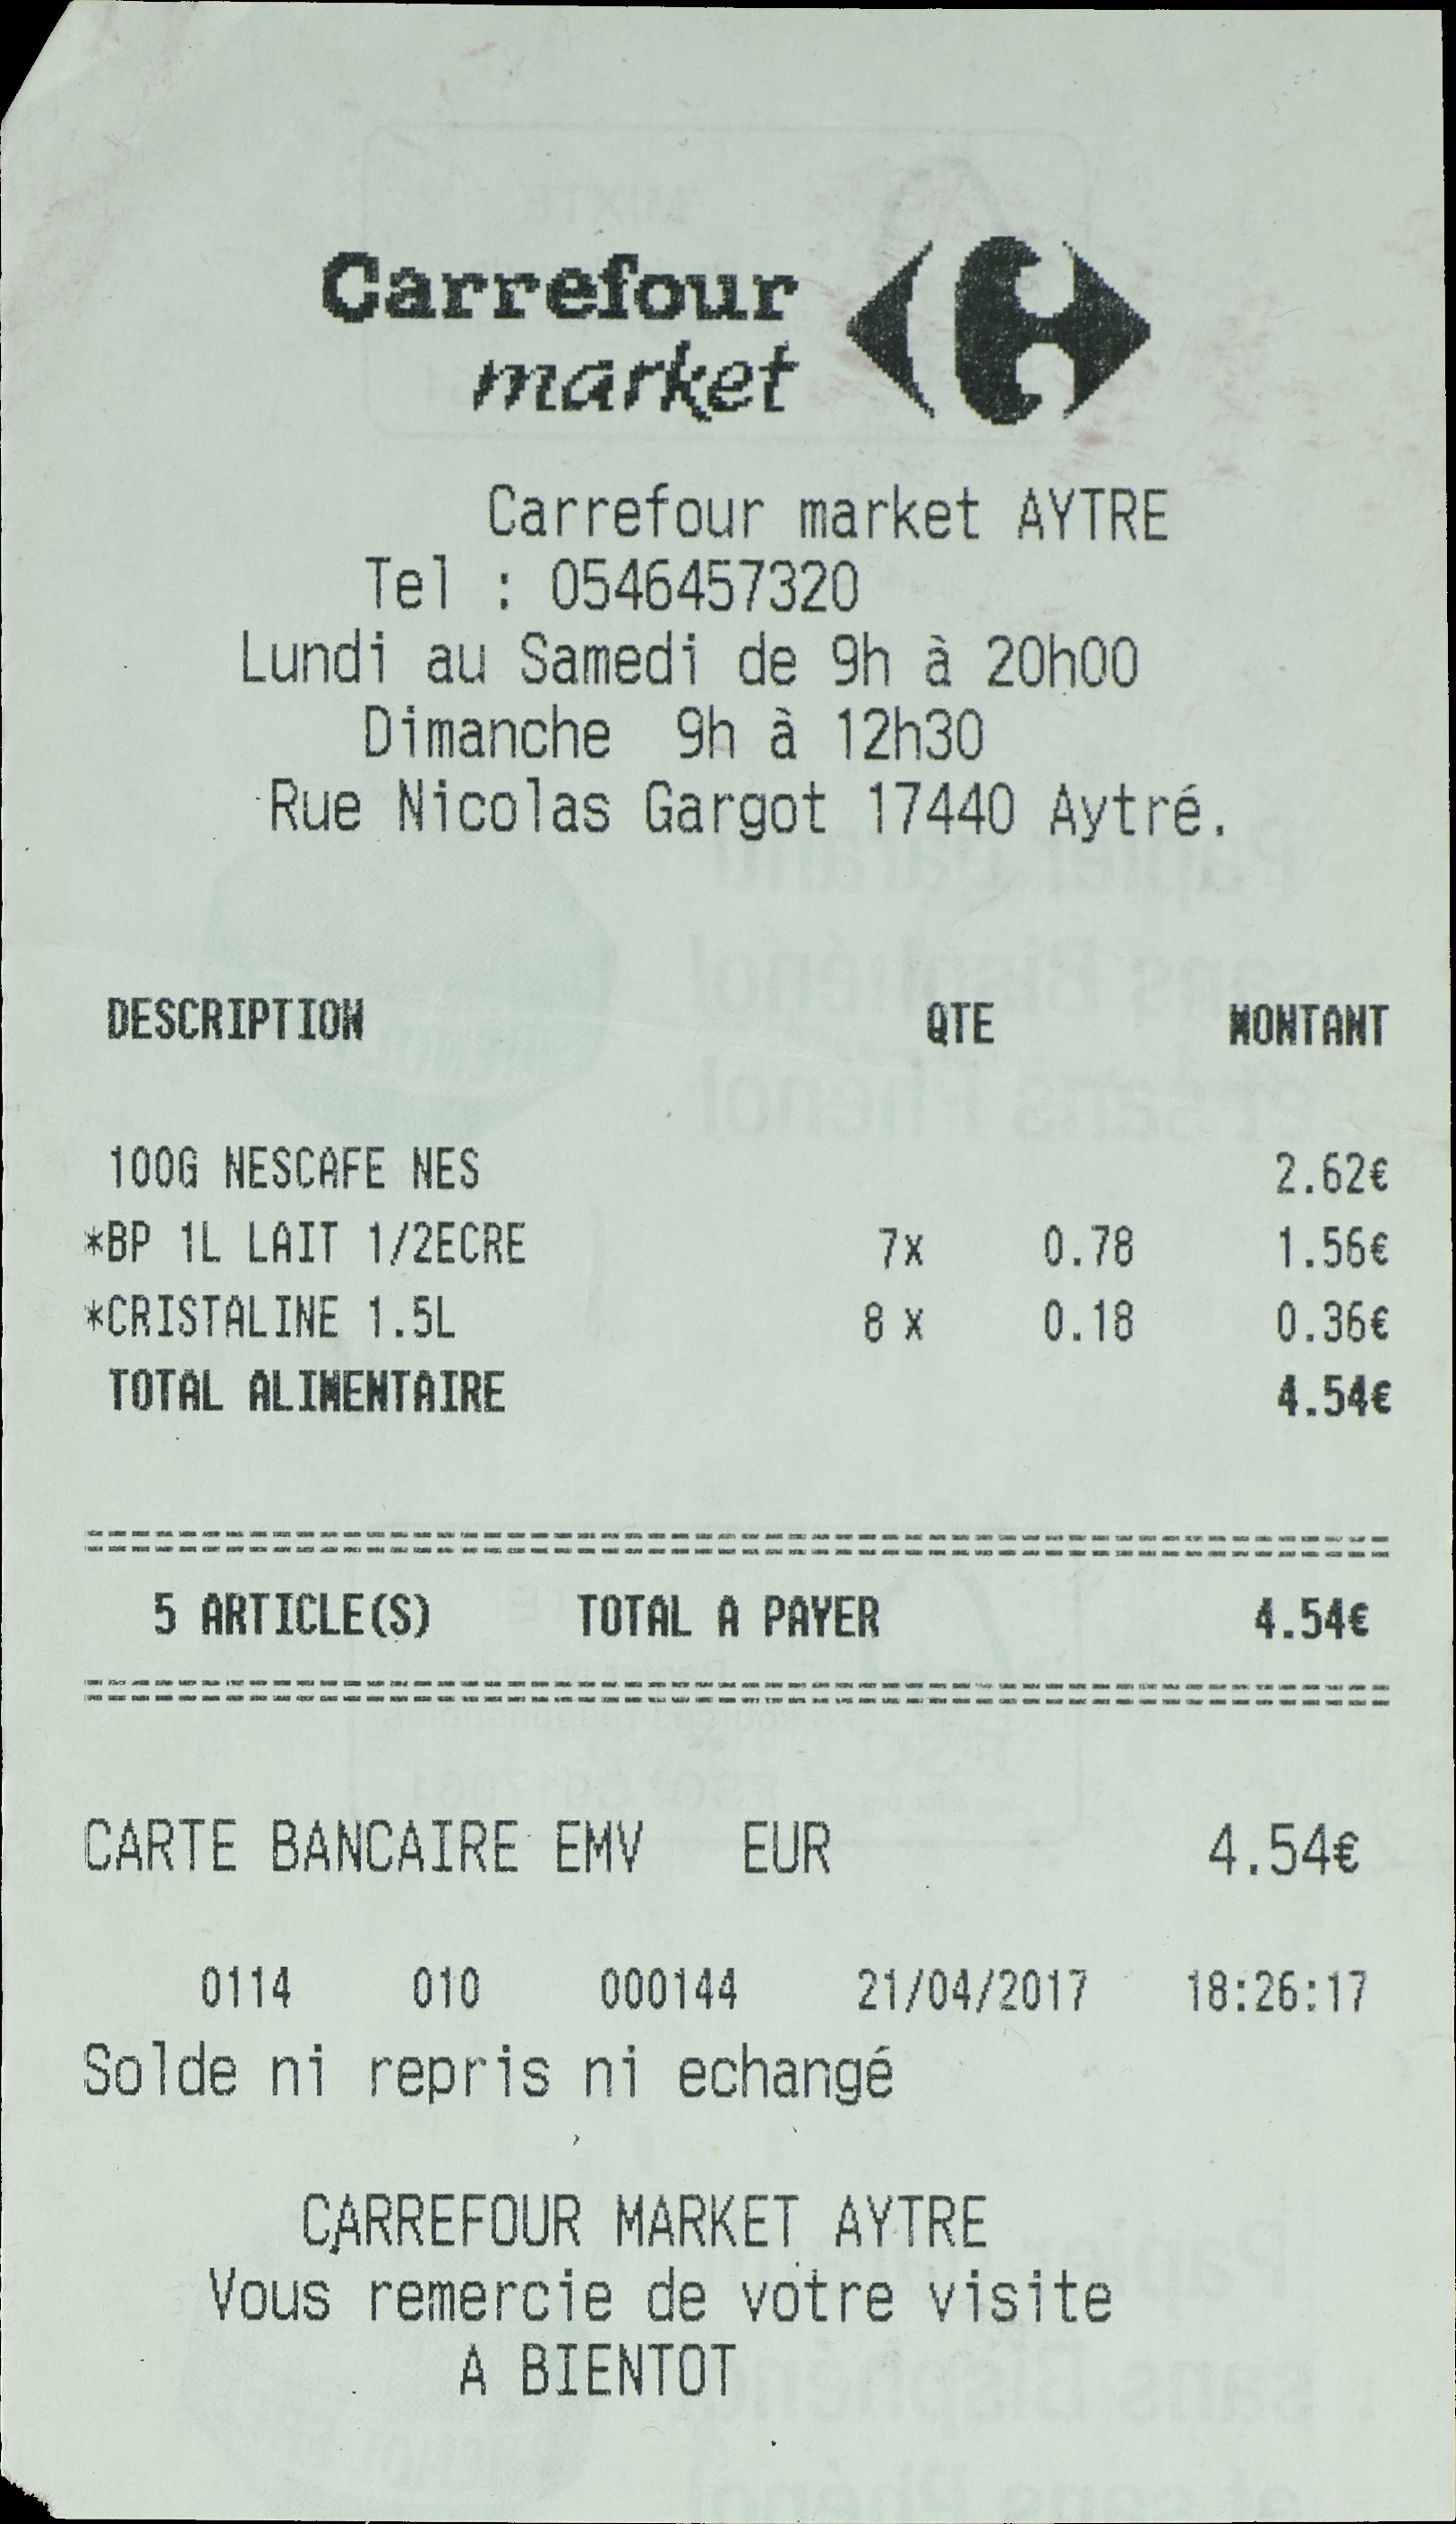 Carrefour
market
Carrefour market AYTRE
Tel : 0546457320
Lundi au Samedi de 9h à 20h00
Dimanche 9h à 12h30
Rue Nicolas Gargot 17440 Aytré.
DESCRIPTION QTE MONTANT
100G NESCAFE NES 2.62€
*BP 1L LAIT 1/2ECRE 7x 0.78 1.56€
*CRISTALINE 1.5L 8 x 0.18 0.36€
TOTAL ALIMENTAIRE 4.54€
5 ARTICLE(S) TOTAL A PAYER 4.54€
CARTE BANCAIRE EMV EUR 4.54€
0114 010 000144 21/04/2017 18:26:17
Solde ni repris ni echangé
CARREFOUR MARKET AYTRE
Vous remercie de votre visite
A BIENTOT